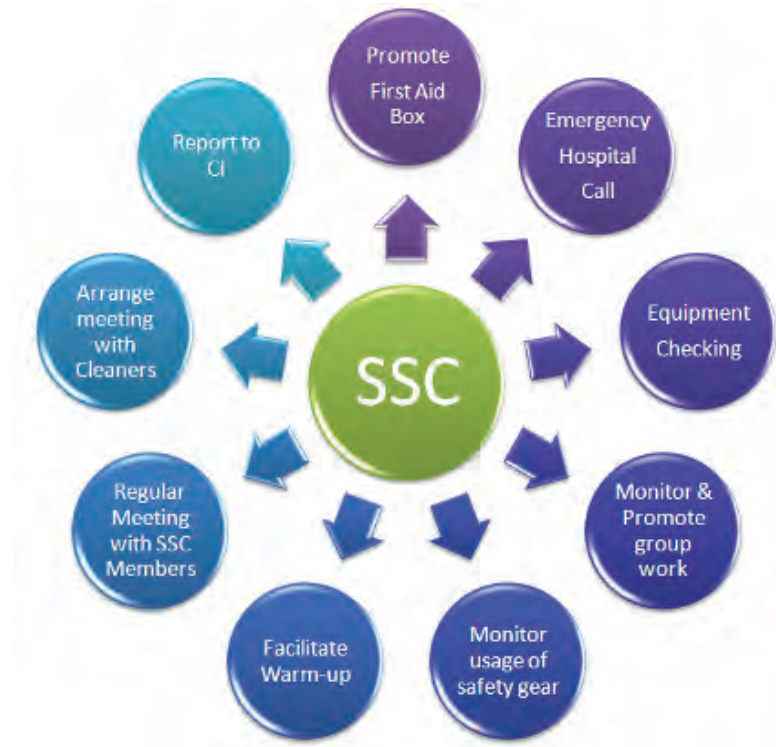 Promote
First Aid
Box
Emergency
Hospital
Call
Equipment
Checking
Monitor &
Promote
group
work
Monitor
usage of
safety gear
Facilitate
Warm-up
Regular
Meeting
with SSC
Members
Arrange
meeting
with
Cleaners
Report to
CI
SSC